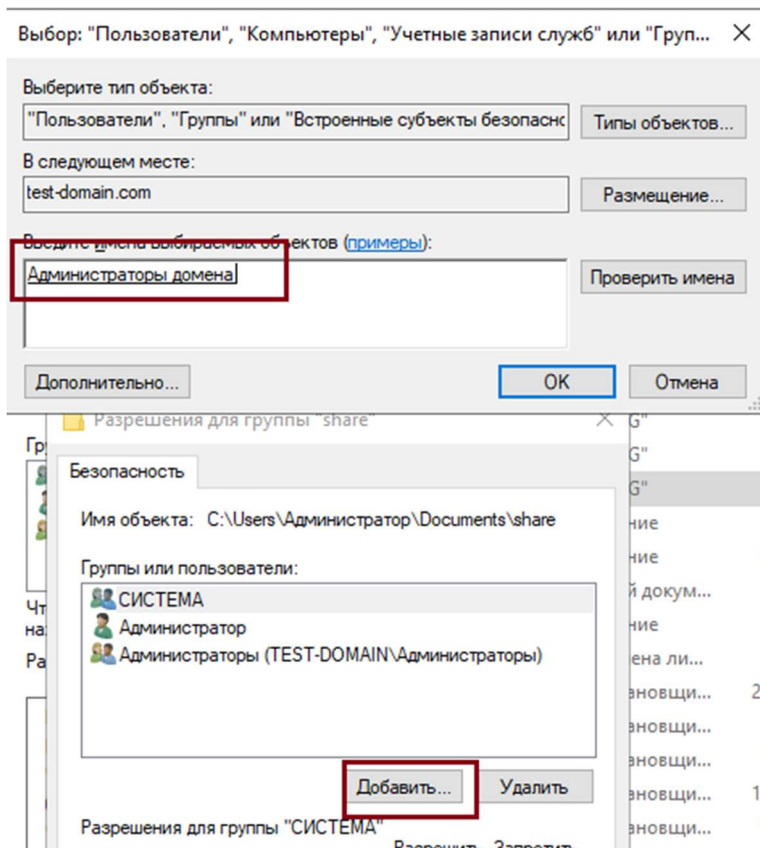 Выбор: "Пользователи", "Компьютеры", "Учетные записи служб" или "Груп...
Выберите тип объекта:
"Пользователи", "Группы" или "Встроенные субъекты безопасно
Типы объектов...
В следующем месте:
test-domain.com
Размещение...
Введите имена выбираемых объектов (примеры):
Администраторы домена
Проверить имена
Дополнительно...
ОК
Отмена
Разрешения для группы "share"
Безопасность
Имя объекта: C:\Users\Администратор\Documents\share
Группы или пользователи:
СИСТЕМА
Администратор
Администраторы (TEST-DOMAIN\Администраторы)
Добавить...
Удалить
Разрешения для группы "СИСТЕМА"
Разрешить Запретить